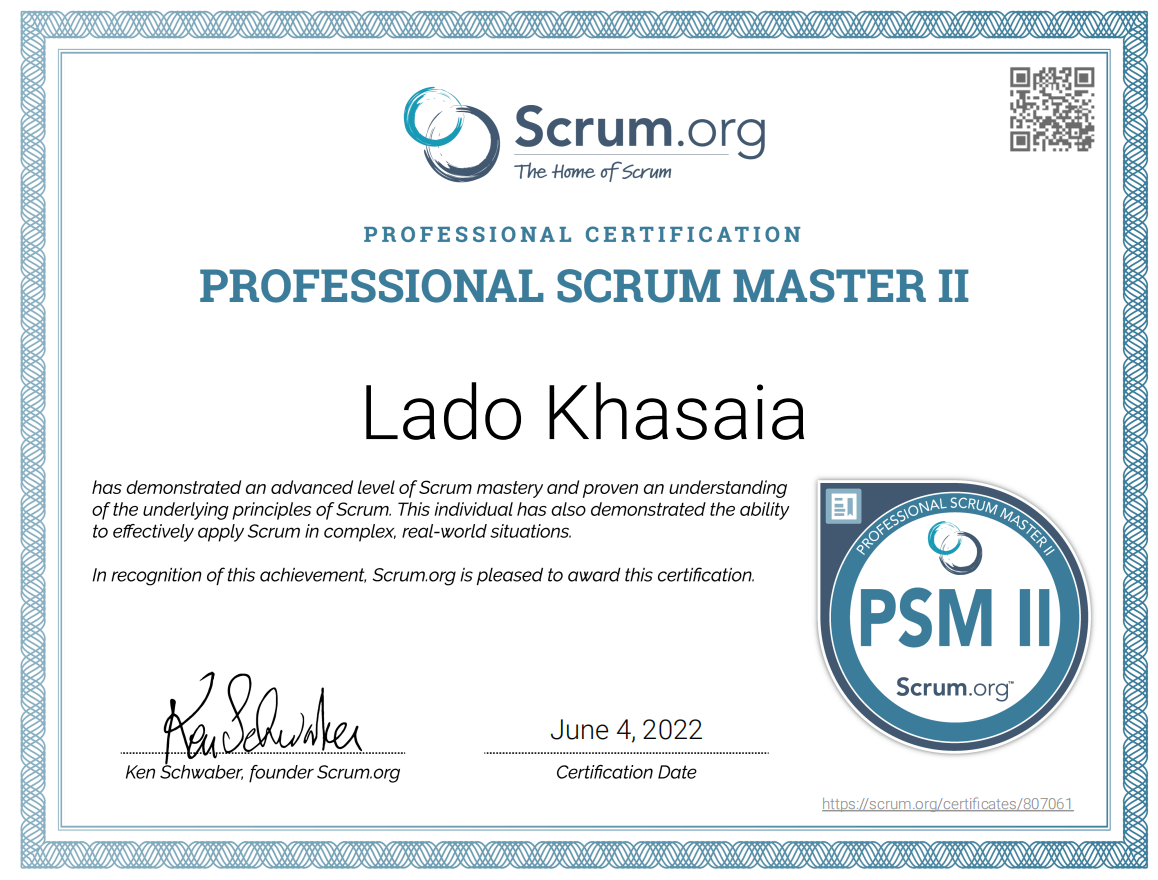 Scrum.org
The Home of Scrum
PROFESSIONAL CERTIFICATION
PROFESSIONAL SCRUM MASTER II
Lado Khasaia
has demonstrated an advanced level of Scrum mastery and proven an understanding
of the underlying principles of Scrum. This individual has also demonstrated the ability
to effectively apply Scrum in complex, real-world situations.
In recognition of this achievement, Scrum.org is pleased to award this certification.
PROFESSIONAL SCRUM MASTER II
PSM II
Scrum.org™
Ken Schwaber
June 4, 2022
Ken Schwaber, founder Scrum.org
Certification Date
https://scrum.org/certificates/807061